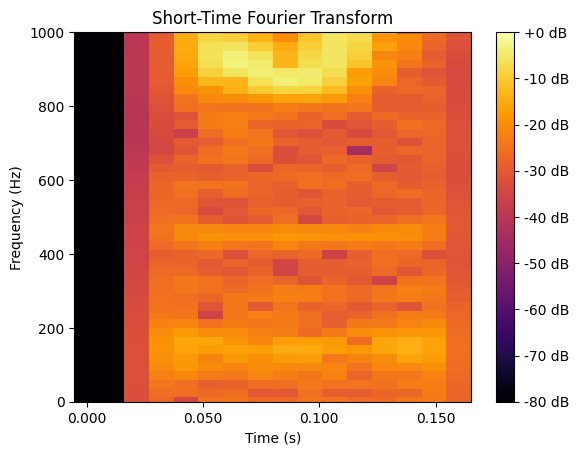 Short-Time Fourier Transform
Frequency (Hz)
1000
800
600
400
200
0
0.000
0.050
0.100
0.150
Time (s)
+0 dB
-10 dB
-20 dB
-30 dB
-40 dB
-50 dB
-60 dB
-70 dB
-80 dB